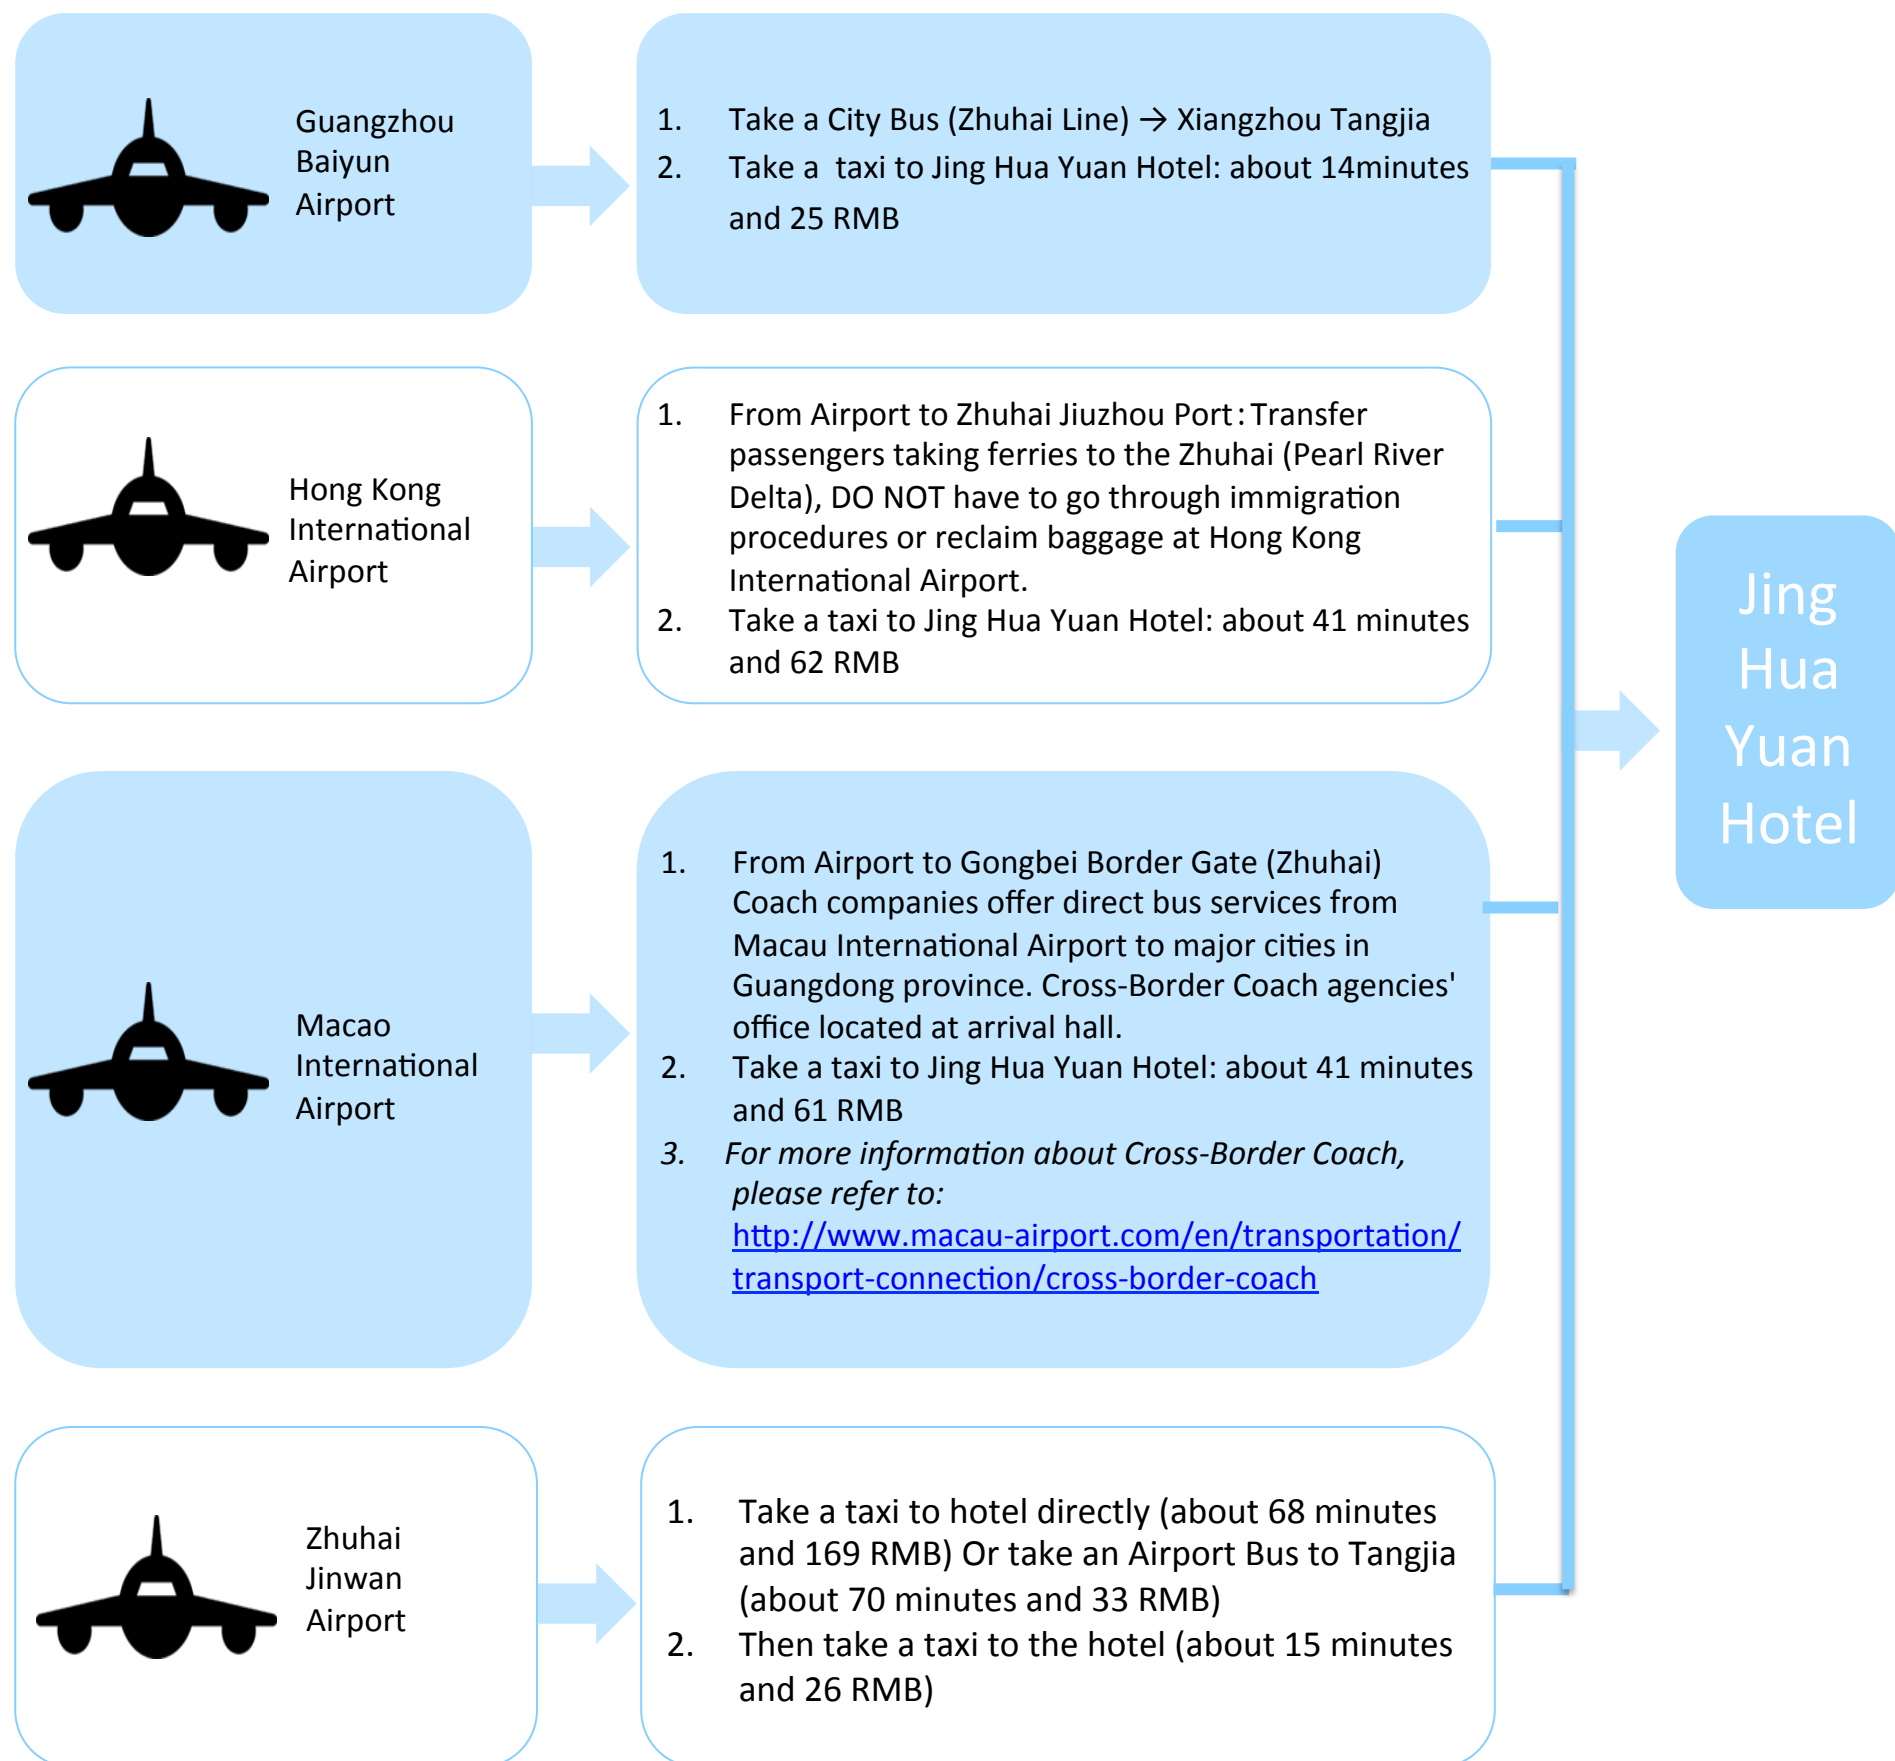 Guangzhou
Baiyun
Airport
1. Take a City Bus (Zhuhai Line) → Xiangzhou Tangjia
2. Take a taxi to Jing Hua Yuan Hotel: about 14minutes
and 25 RMB
Hong Kong
International
Airport
1. From Airport to Zhuhai Jiuzhou Port：Transfer
passengers taking ferries to the Zhuhai (Pearl River
Delta), DO NOT have to go through immigration
procedures or reclaim baggage at Hong Kong
International Airport.
2. Take a taxi to Jing Hua Yuan Hotel: about 41 minutes
and 62 RMB
Macao
International
Airport
1. From Airport to Gongbei Border Gate (Zhuhai)
Coach companies offer direct bus services from
Macau International Airport to major cities in
Guangdong province. Cross-Border Coach agencies'
office located at arrival hall.
2. Take a taxi to Jing Hua Yuan Hotel: about 41 minutes
and 61 RMB
3. For more information about Cross-Border Coach,
please refer to:
http://www.macau-airport.com/en/transportation/
transport-connection/cross-border-coach
Zhuhai
Jinwan
Airport
1. Take a taxi to hotel directly (about 68 minutes
and 169 RMB) Or take an Airport Bus to Tangjia
(about 70 minutes and 33 RMB)
2. Then take a taxi to the hotel (about 15 minutes
and 26 RMB)
Jing
Hua
Yuan
Hotel